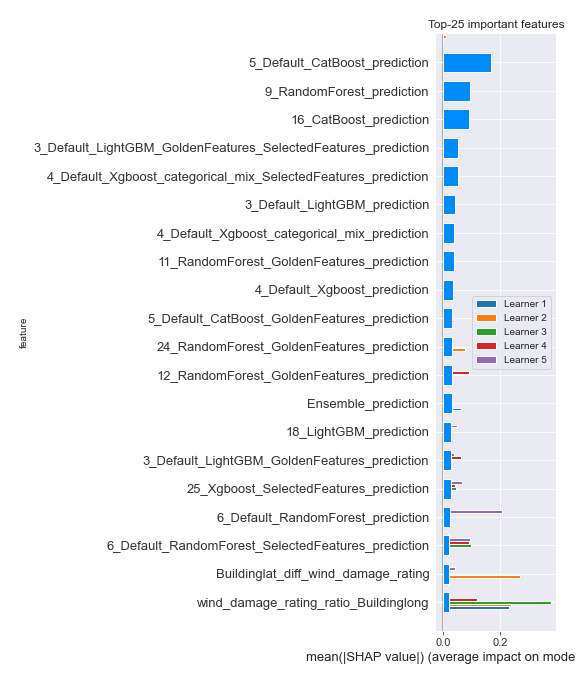 Top-25 important features
5_Default_CatBoost_prediction
9_RandomForest_prediction
16_CatBoost_prediction
3_Default_LightGBM_GoldenFeatures_SelectedFeatures_prediction
4_Default_Xgboost_categorical_mix_SelectedFeatures_prediction
3_Default_LightGBM_prediction
4_Default_Xgboost_categorical_mix_prediction
11_RandomForest_GoldenFeatures_prediction
4_Default_Xgboost_prediction
Learner 1
Learner 2
Learner 3
Learner 4
Learner 5
5_Default_CatBoost_GoldenFeatures_prediction
feature
24_RandomForest_GoldenFeatures_prediction
12_RandomForest_GoldenFeatures_prediction
Ensemble_prediction
18_LightGBM_prediction
3_Default_LightGBM_GoldenFeatures_prediction
25_Xgboost_SelectedFeatures_prediction
6_Default_RandomForest_prediction
6_Default_RandomForest_SelectedFeatures_prediction
Buildinglat_diff_wind_damage_rating
wind_damage_rating_ratio_Buildinglong
0.0 0.2
mean(|SHAP value|) (average impact on mode